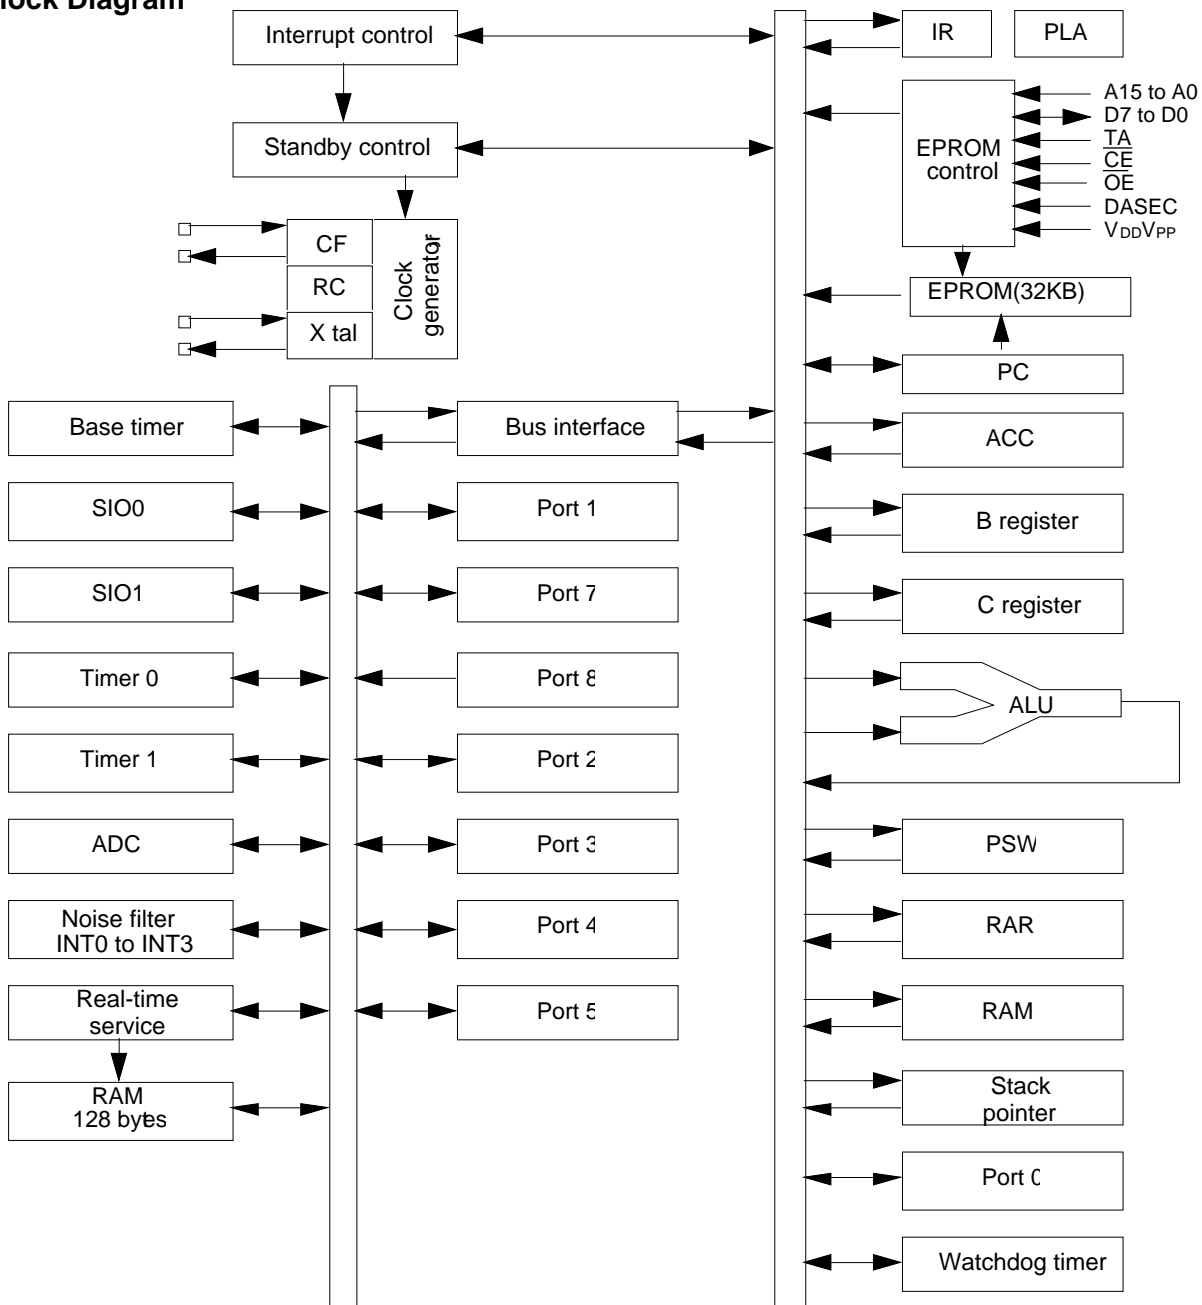 lock Diagram
Interrupt control
IR
PLA
Standby control
EPROM
control
A15 to A0
D7 to D0
TA
CE
OE
DASEC
VDDVPP
CF
RC
X tal
Clock
generator
EPROM(32KB)
PC
Base timer
Bus interface
ACC
SIO0
Port 1
B register
SIO1
Port 7
C register
Timer 0
Port 8
ALU
Timer 1
Port 2
ADC
Port 3
PSW
Noise filter
INT0 to INT3
Port 4
RAR
Real-time
service
Port 5
RAM
RAM
128 bytes
Stack
pointer
Port 0
Watchdog timer